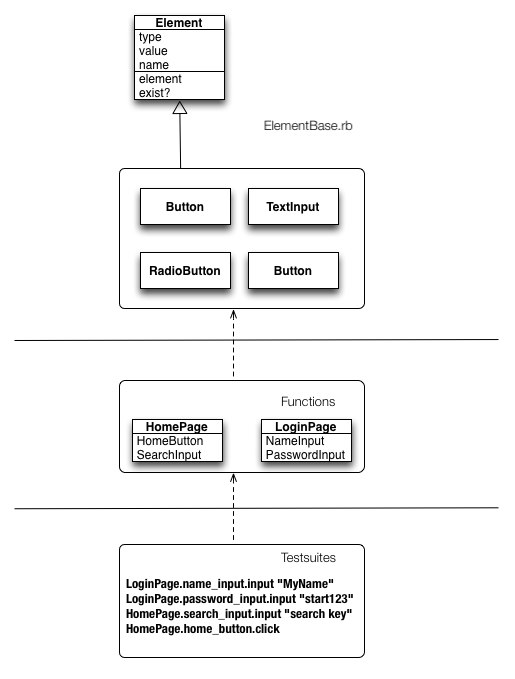 Element
type
value
name
element
exist?
ElementBase.rb
Button
TextInput
RadioButton
Button
Functions
HomePage
HomeButton
SearchInput
LoginPage
NameInput
PasswordInput
Testsuites
LoginPage.name_input.input "MyName"
LoginPage.password_input.input "start123"
HomePage.search_input.input "search key"
HomePage.home_button.click